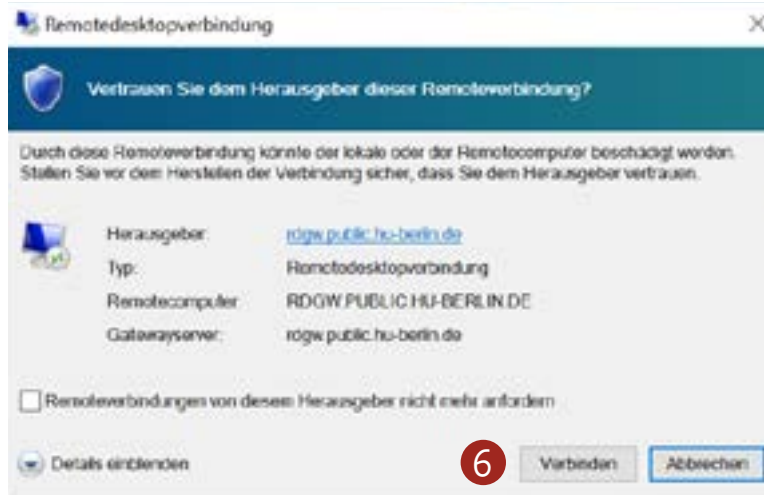 Remotedesktopverbindung
Vertrauen Sie dem Herausgeber dieser Remoteverbindung?
Durch diese Remoteverbindung könnte der lokale oder der Remotecomputer beschädigt werden.
Stellen Sie vor dem Herstellen der Verbindung sicher, dass Sie dem Herausgeber vertrauen.
Herausgeber: rdgw.public.hu-berlin.de
Typ: Remotedesktopverbindung
Remotecomputer: RDGW.PUBLIC.HU-BERLIN.DE
Gatewayserver: rdgw.public.hu-berlin.de
Remoteverbindungen von diesem Herausgeber nicht mehr anfordern
Details einblenden 6 Verbinden Abbrechen